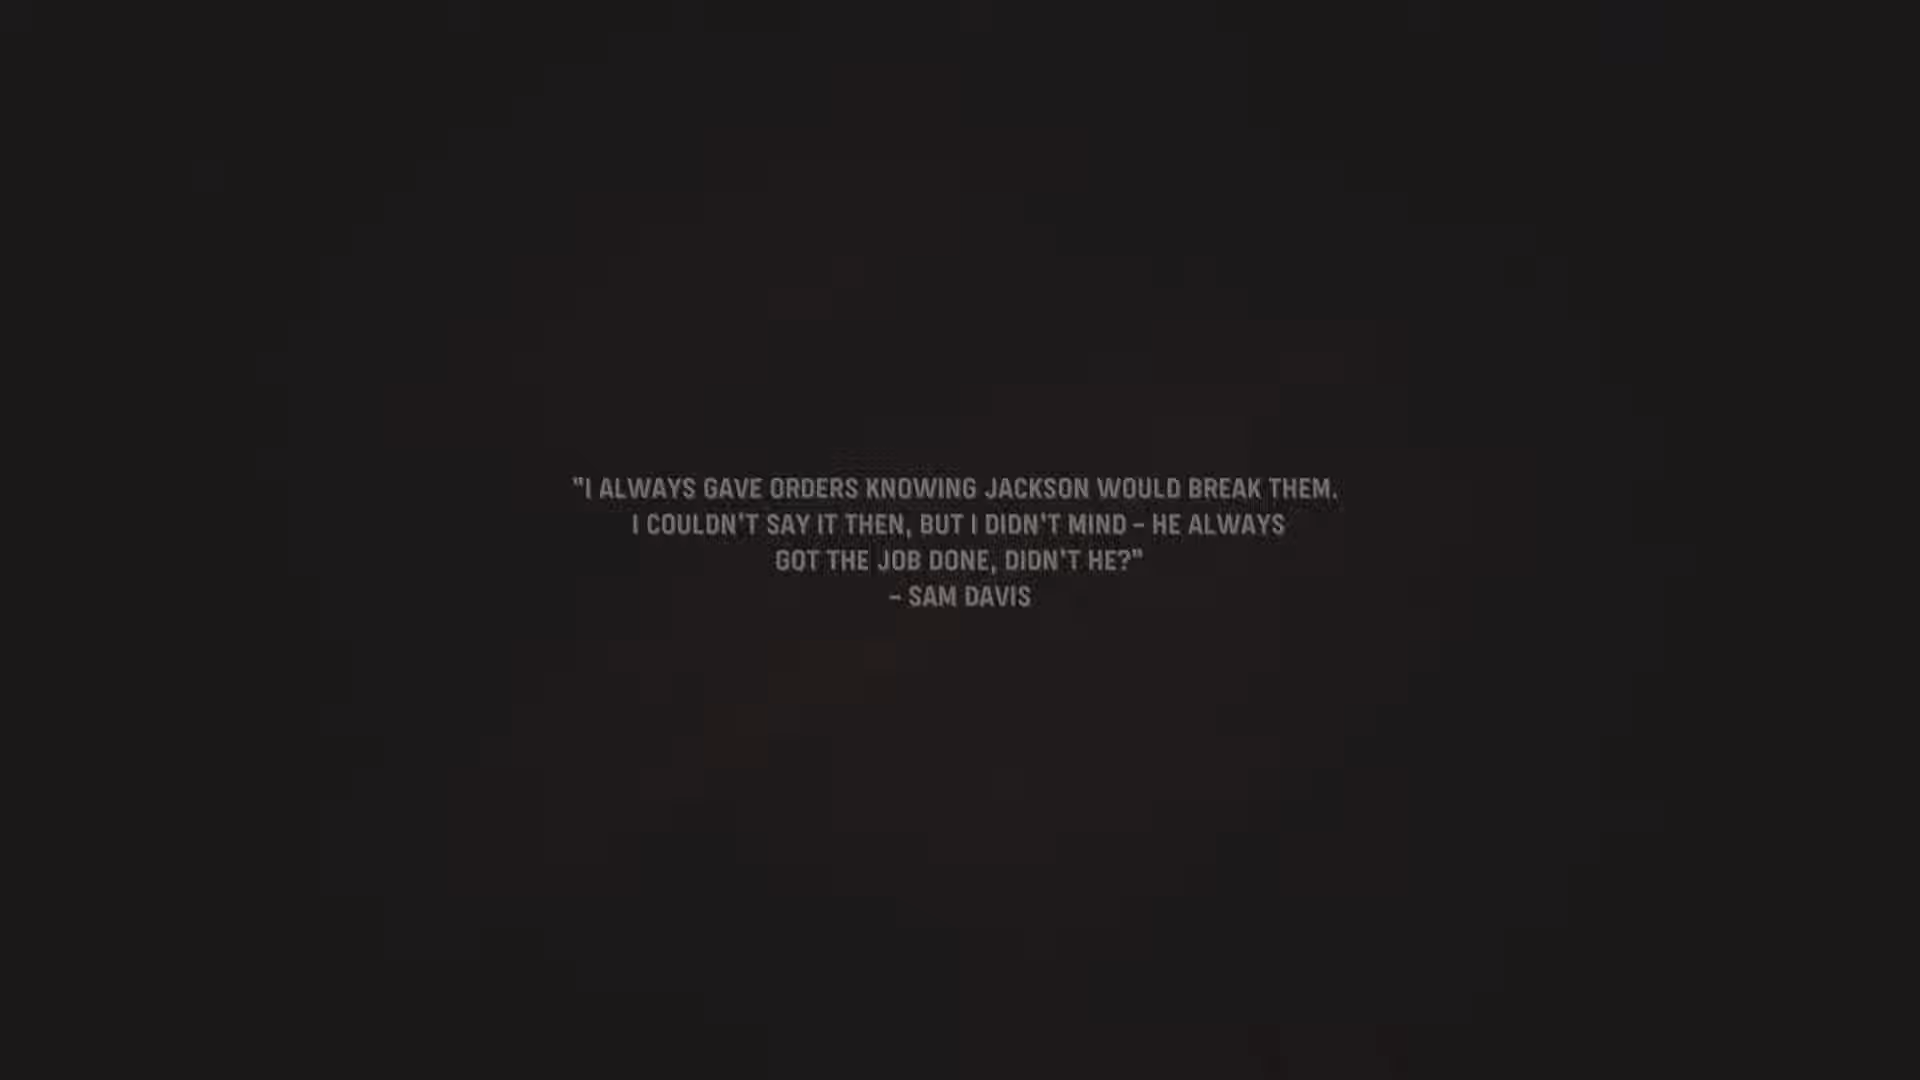 "I ALWAYS GAVE ORDERS KNOWING JACKSON WOULD BREAK THEM.
I COULDN'T SAY IT THEN, BUT I DIDN'T MIND – HE ALWAYS
GOT THE JOB DONE, DIDN'T HE?"
– SAM DAVIS